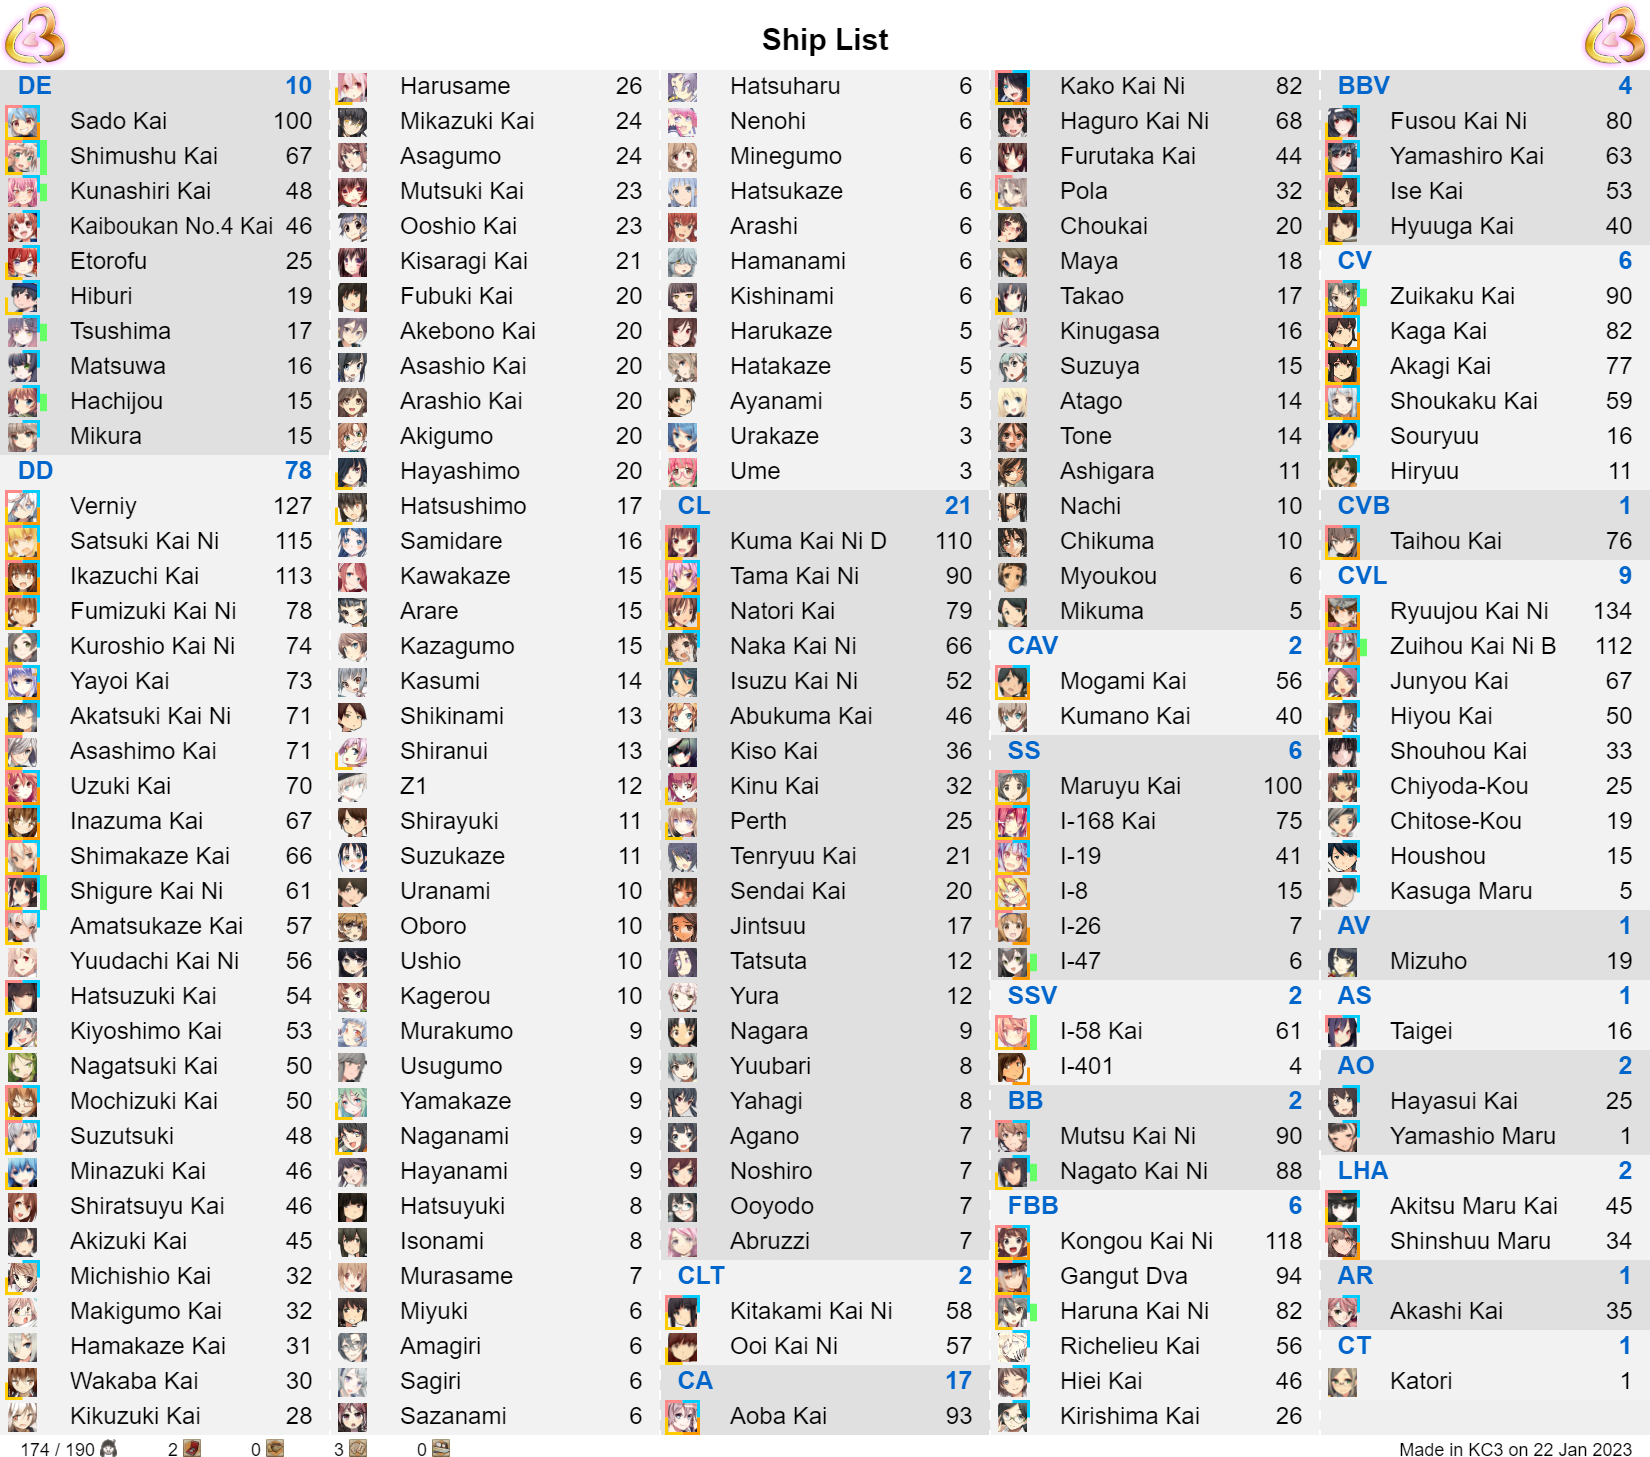 Ship List
DE 10
Sado Kai 100
Shimushu Kai 67
Kunashiri Kai 48
Kaiboukan No.4 Kai 46
Etorofu 25
Hiburi 19
Tsushima 17
Matsuwa 16
Hachijou 15
Mikura 15
DD 78
Verniy 127
Satsuki Kai Ni 115
Ikazuchi Kai 113
Fumizuki Kai Ni 78
Kuroshio Kai Ni 74
Yayoi Kai 73
Akatsuki Kai Ni 71
Asashimo Kai 71
Uzuki Kai 70
Inazuma Kai 67
Shimakaze Kai 66
Shigure Kai Ni 61
Amatsukaze Kai 57
Yuudachi Kai Ni 56
Hatsuzuki Kai 54
Kiyoshimo Kai 53
Nagatsuki Kai 50
Mochizuki Kai 50
Suzutsuki 48
Minazuki Kai 46
Shiratsuyu Kai 46
Akizuki Kai 45
Michishio Kai 32
Makigumo Kai 32
Hamakaze Kai 31
Wakaba Kai 30
Kikuzuki Kai 28
Harusame 26
Mikazuki Kai 24
Asagumo 24
Mutsuki Kai 23
Ooshio Kai 23
Kisaragi Kai 21
Fubuki Kai 20
Akebono Kai 20
Asashio Kai 20
Arashio Kai 20
Akigumo 20
Hayashimo 20
Hatsushimo 17
Samidare 16
Kawakaze 15
Arare 15
Kazagumo 15
Kasumi 14
Shikinami 13
Shiranui 13
Z1 12
Shirayuki 11
Suzukaze 11
Uranami 10
Oboro 10
Ushio 10
Kagerou 10
Murakumo 9
Usugumo 9
Yamakaze 9
Naganami 9
Hayanami 9
Hatsuyuki 8
Isonami 8
Murasame 7
Miyuki 6
Amagiri 6
Sagiri 6
Sazanami 6
Hatsuharu 6
Nenohi 6
Minegumo 6
Hatsukaze 6
Arashi 6
Hamanami 6
Kishinami 6
Harukaze 5
Hatakaze 5
Ayanami 5
Urakaze 3
Ume 3
CL 21
Kuma Kai Ni D 110
Tama Kai Ni 90
Natori Kai 79
Naka Kai Ni 66
Isuzu Kai Ni 52
Abukuma Kai 46
Kiso Kai 36
Kinu Kai 32
Perth 25
Tenryuu Kai 21
Sendai Kai 20
Jintsuu 17
Tatsuta 12
Yura 12
Nagara 9
Yuubari 8
Yahagi 8
Agano 7
Noshiro 7
Ooyodo 7
Abruzzi 7
CLT 2
Kitakami Kai Ni 58
Ooi Kai Ni 57
CA 17
Aoba Kai 93
Kako Kai Ni 82
Haguro Kai Ni 68
Furutaka Kai 44
Pola 32
Choukai 20
Maya 18
Takao 17
Kinugasa 16
Suzuya 15
Atago 14
Tone 14
Ashigara 11
Nachi 10
Chikuma 10
Myoukou 6
Mikuma 5
CAV 2
Mogami Kai 56
Kumano Kai 40
SS 6
Maruyu Kai 100
I-168 Kai 75
I-19 41
I-8 15
I-26 7
I-47 6
SSV 2
I-58 Kai 61
I-401 4
BB 2
Mutsu Kai Ni 90
Nagato Kai Ni 88
FBB 6
Kongou Kai Ni 118
Gangut Dva 94
Haruna Kai Ni 82
Richelieu Kai 56
Hiei Kai 46
Kirishima Kai 26
BBV 4
Fusou Kai Ni 80
Yamashiro Kai 63
Ise Kai 53
Hyuuga Kai 40
CV 6
Zuikaku Kai 90
Kaga Kai 82
Akagi Kai 77
Shoukaku Kai 59
Souryuu 16
Hiryuu 11
CVB 1
Taihou Kai 76
CVL 9
Ryuujou Kai Ni 134
Zuihou Kai Ni B 112
Junyou Kai 67
Hiyou Kai 50
Shouhou Kai 33
Chiyoda-Kou 25
Chitose-Kou 19
Houshou 15
Kasuga Maru 5
AV 1
Mizuho 19
AS 1
Taigei 16
AO 2
Hayasui Kai 25
Yamashio Maru 1
LHA 2
Akitsu Maru Kai 45
Shinshuu Maru 34
AR 1
Akashi Kai 35
CT 1
Katori 1
174 / 190 2 0 3 0
Made in KC3 on 22 Jan 2023